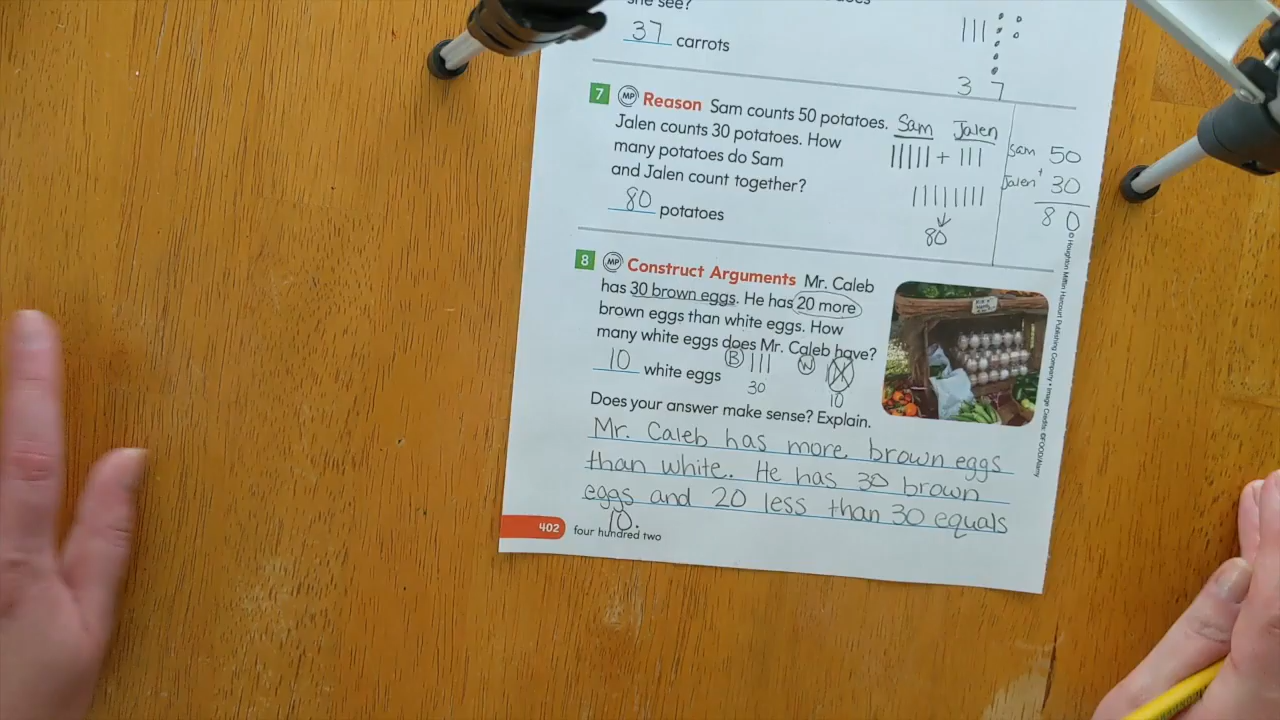 she see?
37 carrots
3 7
7 MP Reason Sam counts 50 potatoes.
Jalen counts 30 potatoes. How
many potatoes do Sam
and Jalen count together?
80 potatoes
Sam Jalen
+
80
Sam 50
Jalen + 30
80
8 MP Construct Arguments Mr. Caleb
has 30 brown eggs. He has 20 more
brown eggs than white eggs. How
many white eggs does Mr. Caleb have?
10 white eggs
B W
30 10
Does your answer make sense? Explain.
Mr. Caleb has more brown eggs
than white. He has 30 brown
eggs and 20 less than 30 equals
10.
402 four hundred two
© Houghton Mifflin Harcourt Publishing Company • Image Credits: